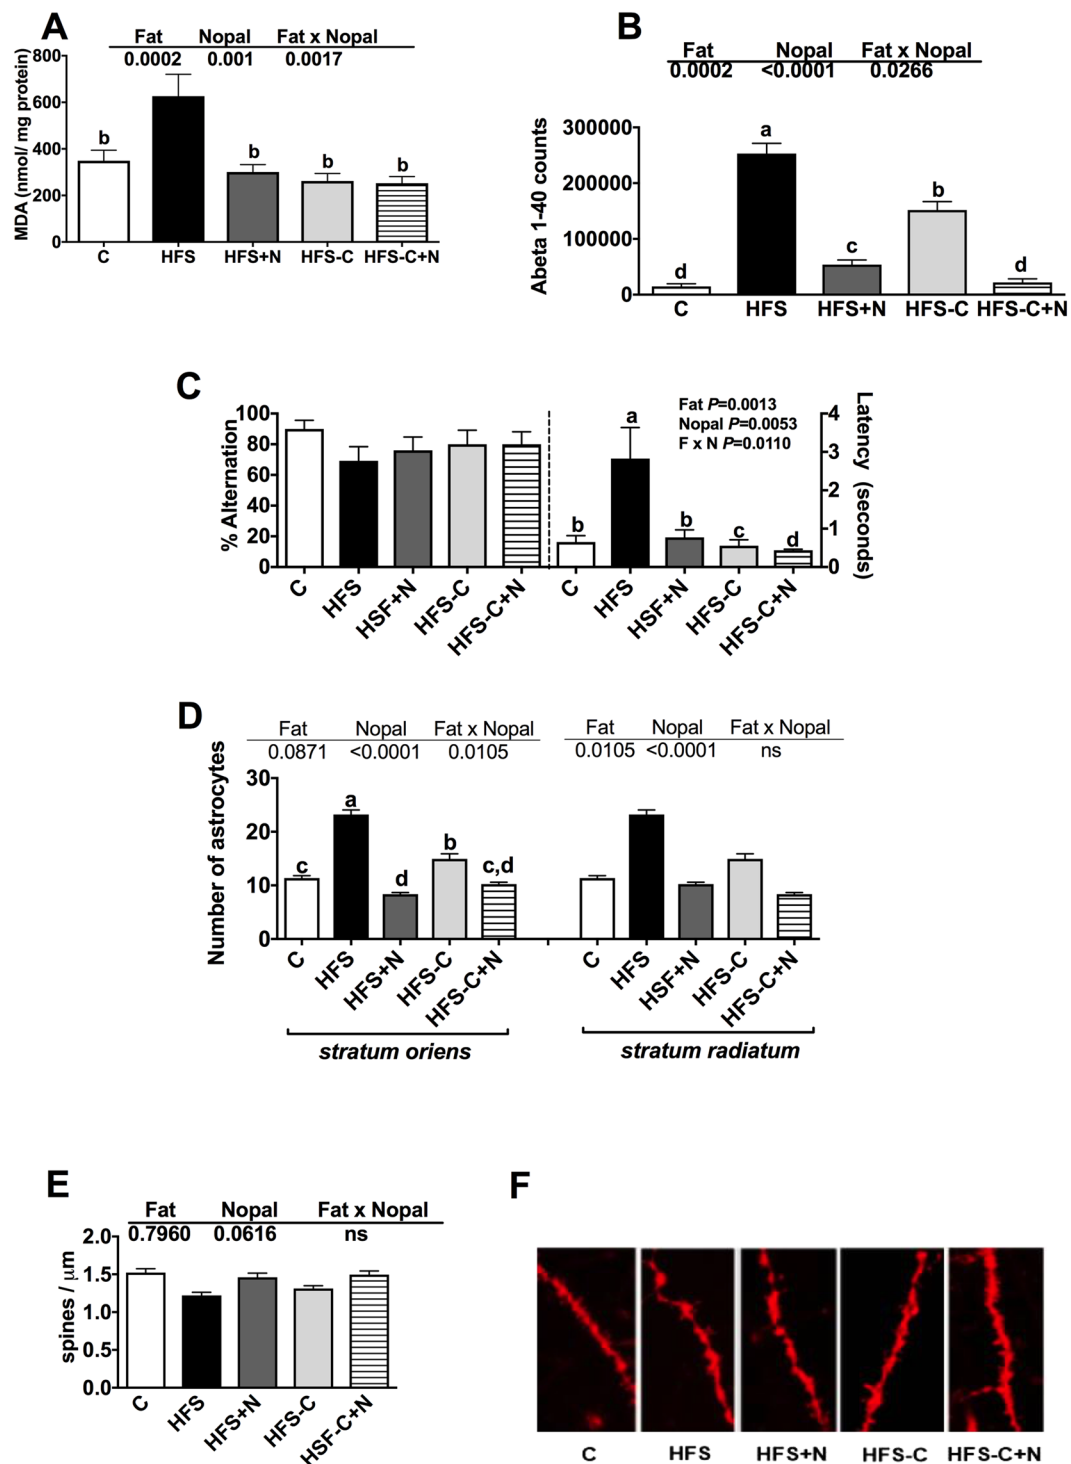 A
Fat Nopal Fat x Nopal
0.0002 0.001 0.0017
MDA (nmol/ mg protein)
800
600
400
200
0
b
b
b
b
C HFS HFS+N HFS-C HFS-C+N
B
Fat Nopal Fat x Nopal
0.0002 <0.0001 0.0266
Abeta 1-40 counts
300000
200000
100000
0
d
a
c
b
d
C HFS HFS+N HFS-C HFS-C+N
C
% Alternation
100
80
60
40
20
0
C
HFS
HSF+N
HFS-C
HFS-C+N
Fat P=0.0013
Nopal P=0.0053
F x N P=0.0110
b
a
b
c
d
4
3
2
1
0
Latency (seconds)
C
HFS
HSF+N
HFS-C
HFS-C+N
D
Fat Nopal Fat x Nopal
0.0871 <0.0001 0.0105
Fat Nopal Fat x Nopal
0.0105 <0.0001 ns
Number of astrocytes
30
20
10
0
c
a
d
b
c,d
C
HFS
HFS+N
HFS-C
HFS-C+N
stratum oriens
C
HFS
HSF+N
HFS-C
HFS-C+N
stratum radiatum
E
Fat Nopal Fat x Nopal
0.7960 0.0616 ns
spines / µm
2.0
1.5
1.0
0.5
0.0
C
HFS
HFS+N
HFS-C
HSF-C+N
F
C HFS HFS+N HFS-C HFS-C+N